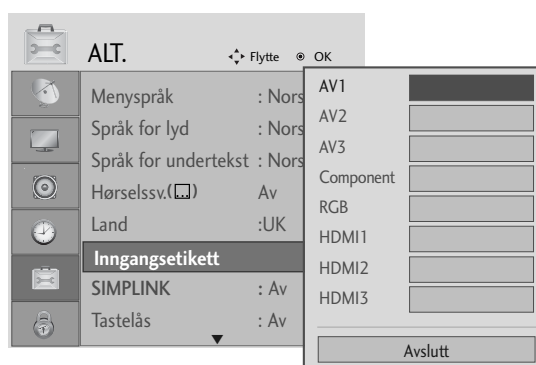 ALT.
Flytte
OK
Menyspråk : Nors
Språk for lyd : Nors
Språk for undertekst : Nors
Hørselssv.( ) Av
Land :UK
Inngangsetikett
SIMPLINK : Av
Tastelås : Av
AV1
AV2
AV3
Component
RGB
HDMI1
HDMI2
HDMI3
Avslutt